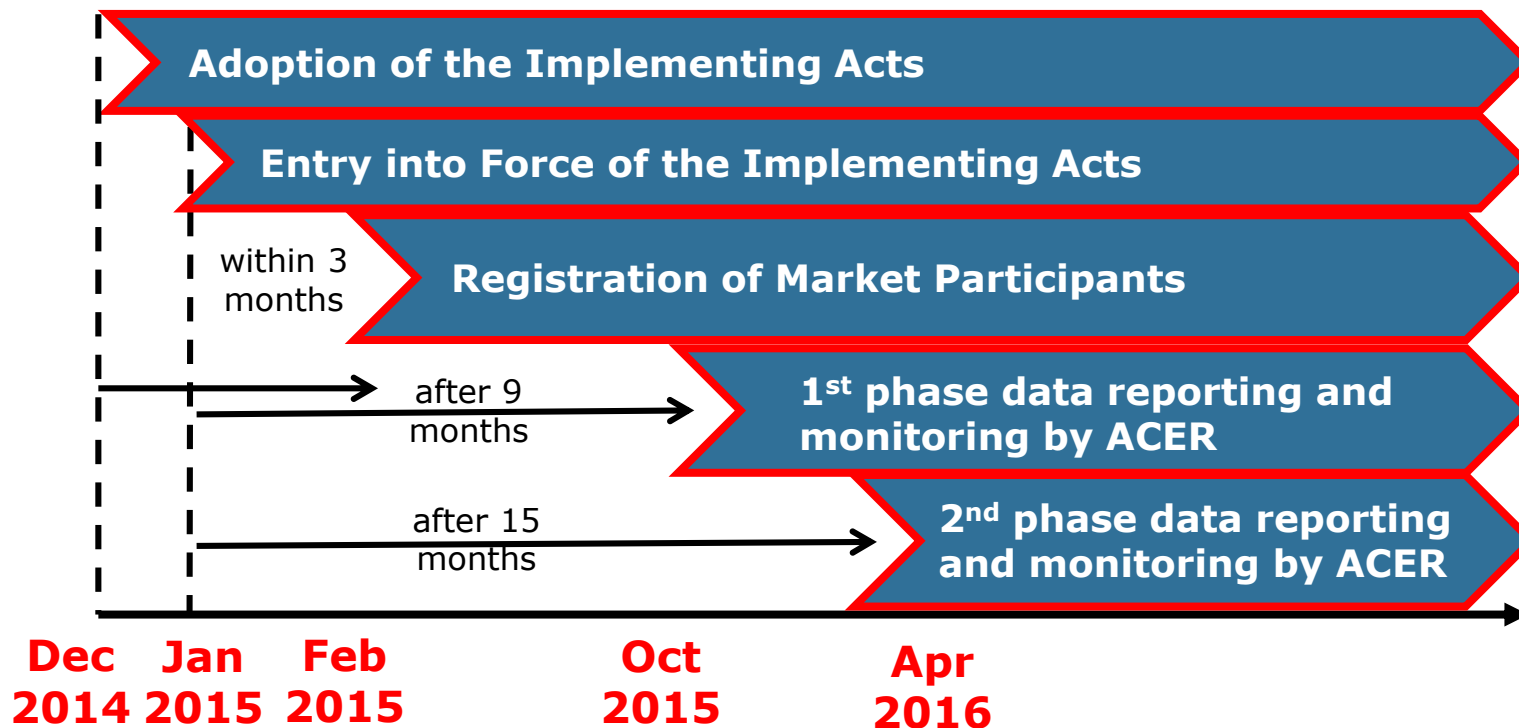 Adoption of the Implementing Acts
Entry into Force of the Implementing Acts
within 3
months
Registration of Market Participants
after 9
months
1st phase data reporting and
monitoring by ACER
after 15
months
2nd phase data reporting
and monitoring by ACER
Dec
2014
Jan
2015
Feb
2015
Oct
2015
Apr
2016